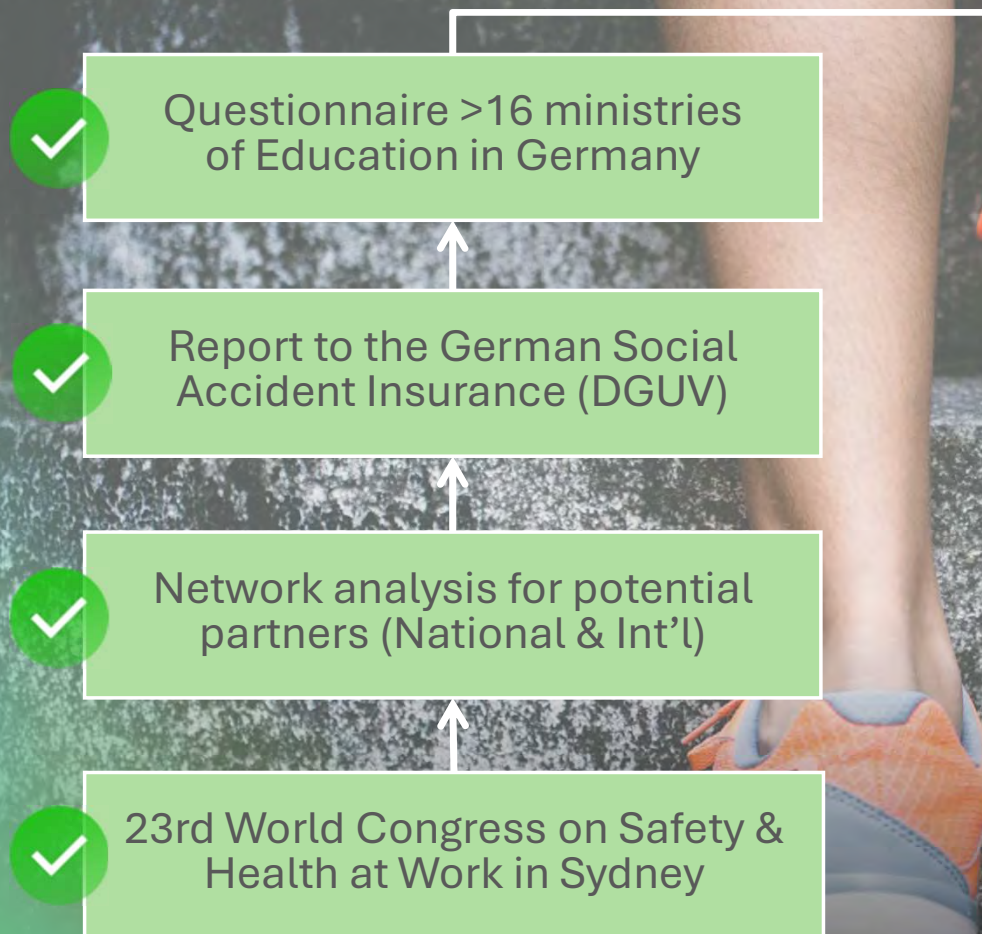 Questionnaire >16 ministries
of Education in Germany
Report to the German Social
Accident Insurance (DGUV)
Network analysis for potential
partners (National & Int’l)
23rd World Congress on Safety &
Health at Work in Sydney